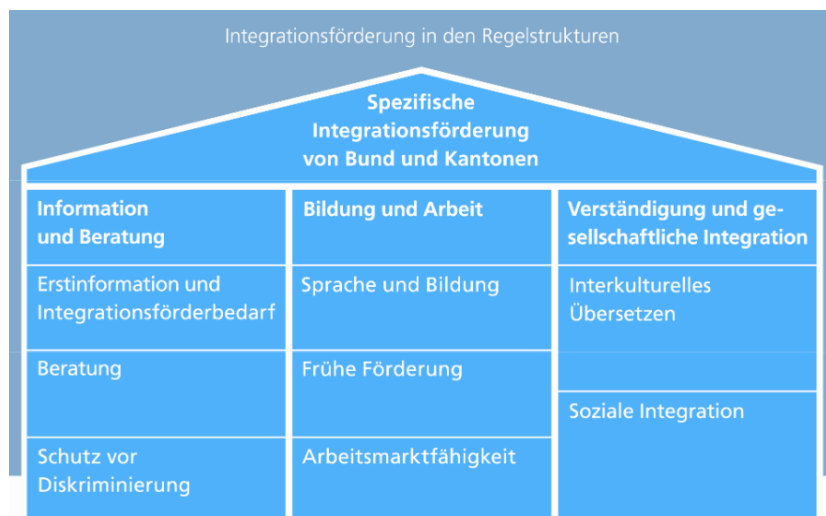 Integrationsförderung in den Regelstrukturen
Spezifische
Integrationsförderung
von Bund und Kantonen
Information
und Beratung
Erstinformation und
Integrationsförderbedarf
Beratung
Schutz vor
Diskriminierung
Bildung und Arbeit
Sprache und Bildung
Frühe Förderung
Arbeitsmarktfähigkeit
Verständigung und ge-
sellschaftliche Integration
Interkulturelles
Übersetzen
Soziale Integration